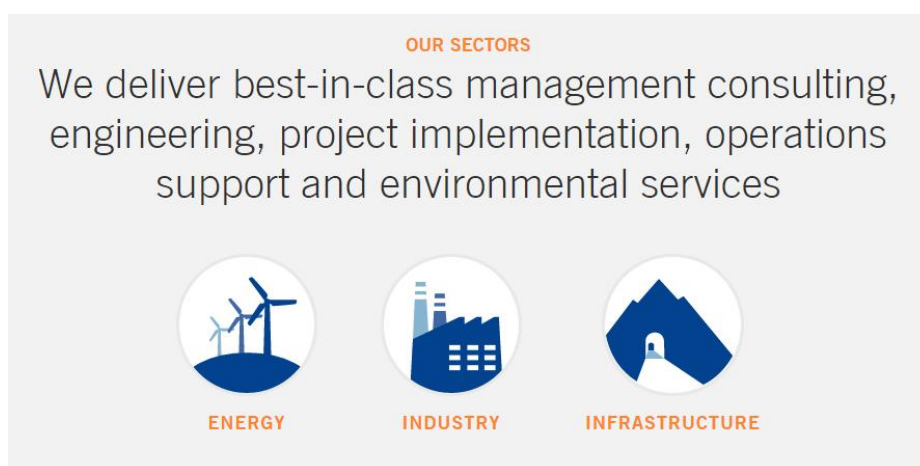 OUR SECTORS
We deliver best-in-class management consulting,
engineering, project implementation, operations
support and environmental services
ENERGY
INDUSTRY
INFRASTRUCTURE